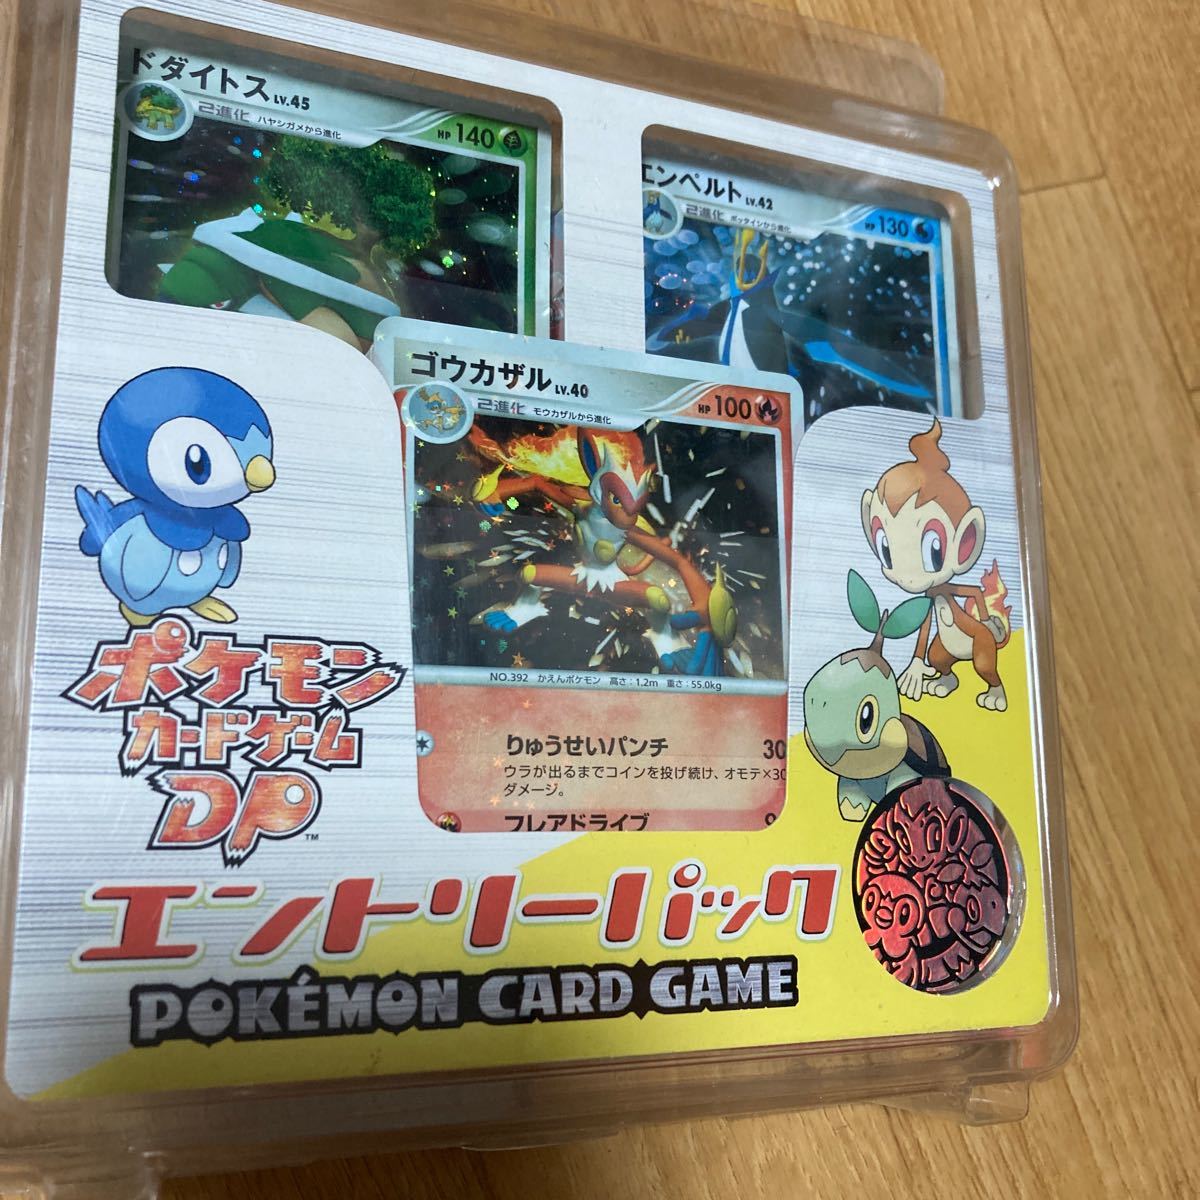 ドダイトス LV.45
2進化 ハヤシガメから進化
HP 140
エンペルト LV.42
2進化 ポッタイシから進化
HP 130
ゴウカザル LV.40
2進化 モウカザルから進化
HP 100
NO.392 かえんポケモン 高さ：1.2m 重さ：55.0kg
りゅうせいパンチ 30
ウラが出るまでコインを投げ続け、オモテ×30
ダメージ。
フレアドライブ
ポケモン
カードゲーム
DP™
エントリーパック
POKÉMON CARD GAME